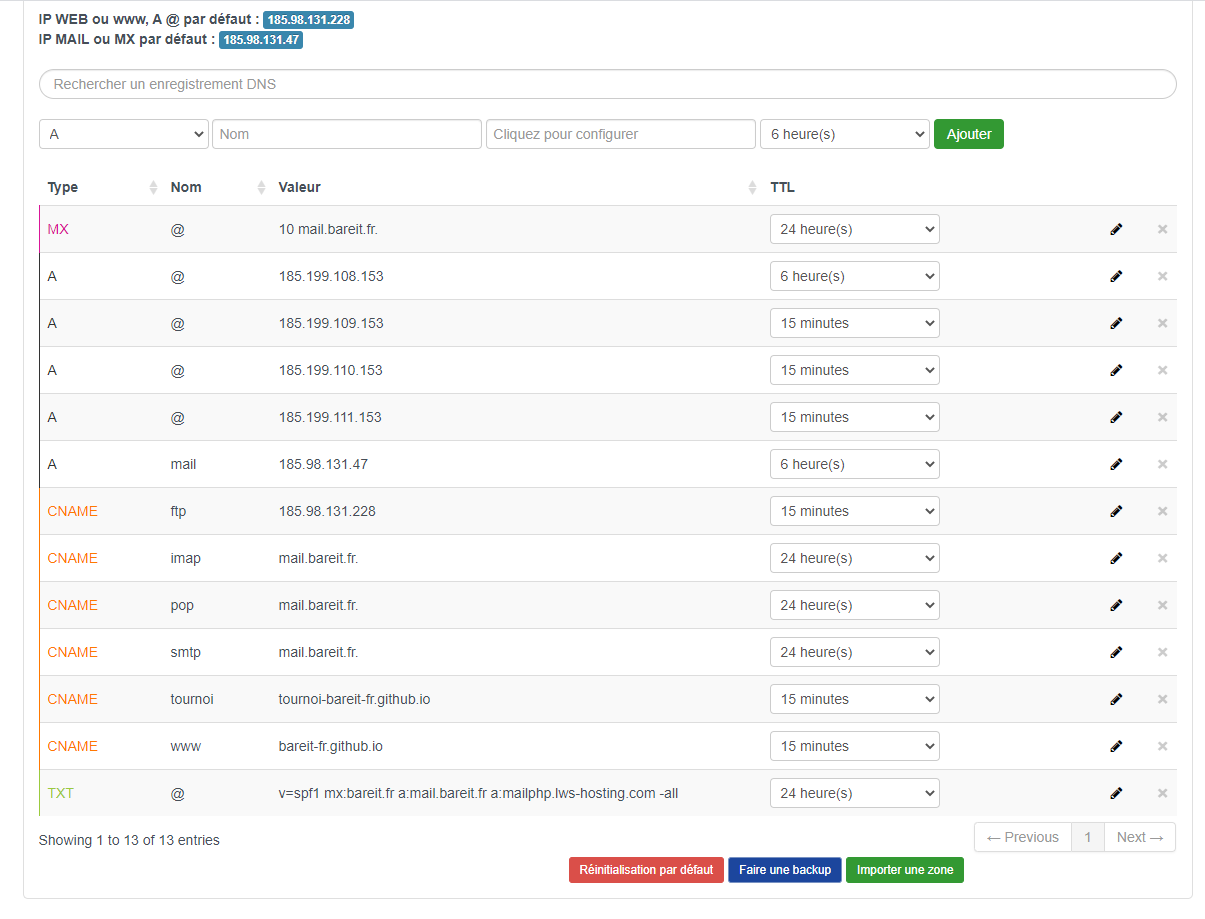 IP WEB ou www, A @ par défaut : 185.98.131.228
IP MAIL ou MX par défaut : 185.98.131.47
Rechercher un enregistrement DNS
A Nom Cliquez pour configurer 6 heure(s) Ajouter
Type Nom Valeur TTL
MX @ 10 mail.bareit.fr. 24 heure(s)
A @ 185.199.108.153 6 heure(s)
A @ 185.199.109.153 15 minutes
A @ 185.199.110.153 15 minutes
A @ 185.199.111.153 15 minutes
A mail 185.98.131.47 6 heure(s)
CNAME ftp 185.98.131.228 15 minutes
CNAME imap mail.bareit.fr. 24 heure(s)
CNAME pop mail.bareit.fr. 24 heure(s)
CNAME smtp mail.bareit.fr. 24 heure(s)
CNAME tournoi tournoi-bareit-fr.github.io 15 minutes
CNAME www bareit-fr.github.io 15 minutes
TXT @ v=spf1 mx:bareit.fr a:mail.bareit.fr a:mailphp.lws-hosting.com -all 24 heure(s)
Showing 1 to 13 of 13 entries
← Previous 1 Next →
Réinitialisation par défaut Faire une backup Importer une zone